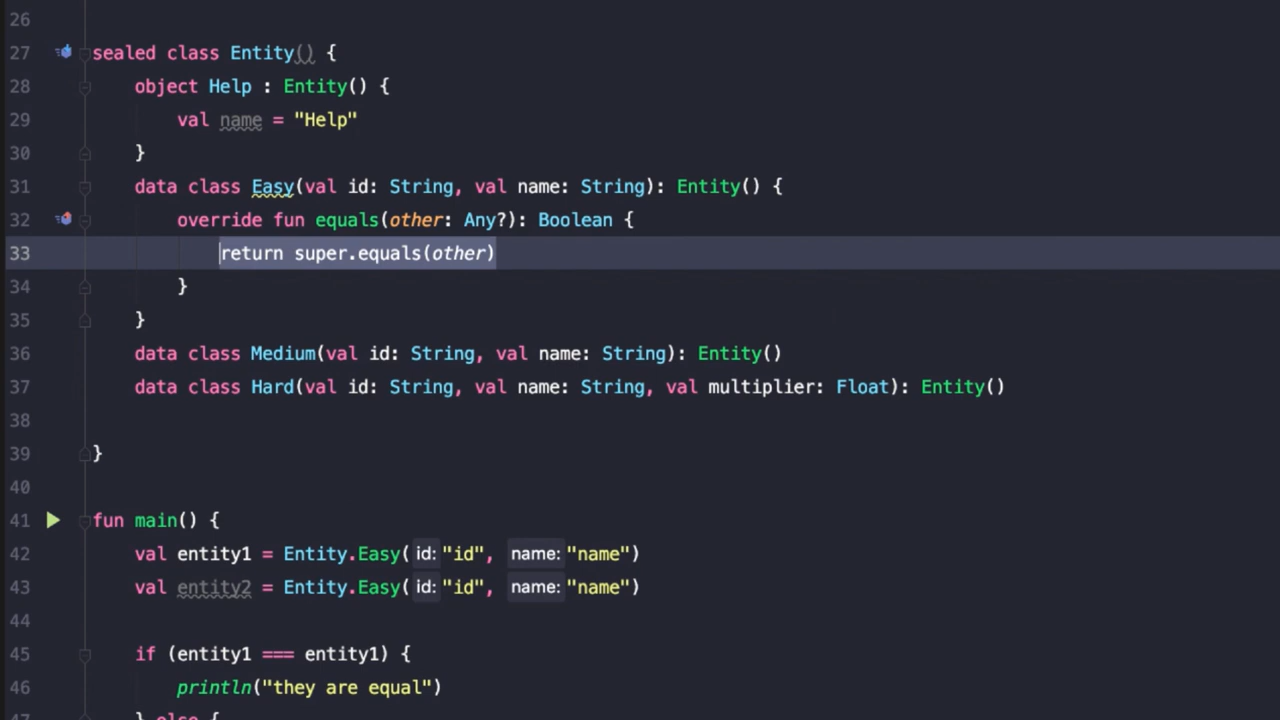 26
27 sealed class Entity() {
28 object Help : Entity() {
29 val name = "Help"
30 }
31 data class Easy(val id: String, val name: String): Entity() {
32 override fun equals(other: Any?): Boolean {
33 return super.equals(other)
34 }
35 }
36 data class Medium(val id: String, val name: String): Entity()
37 data class Hard(val id: String, val name: String, val multiplier: Float): Entity()
38
39 }
40
41 fun main() {
42 val entity1 = Entity.Easy( id: "id", name: "name")
43 val entity2 = Entity.Easy( id: "id", name: "name")
44
45 if (entity1 === entity1) {
46 println("they are equal")
47 } else {